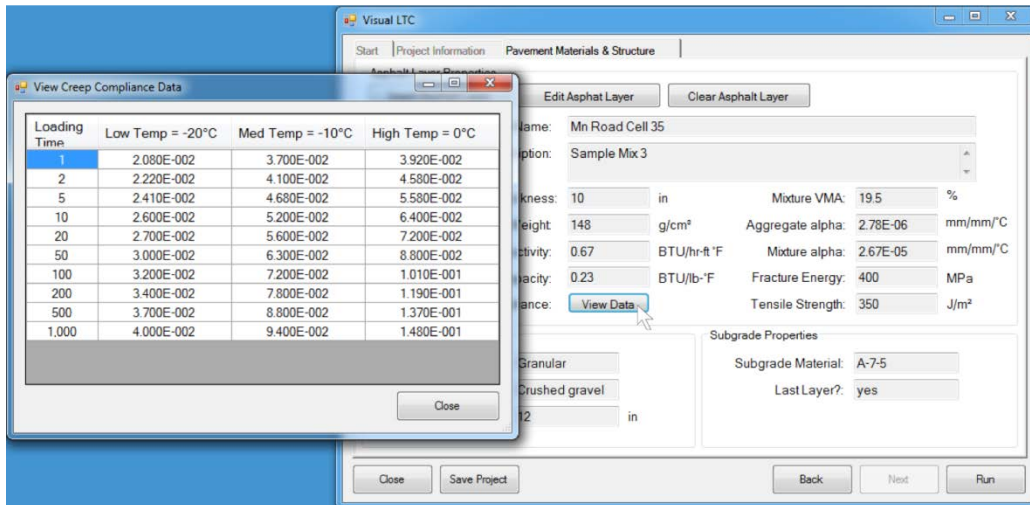 Visual LTC
Start Project Information Pavement Materials & Structure
Edit Asphat Layer Clear Asphalt Layer
Name: Mn Road Cell 35
Sample Mix 3
10 in Mixture VMA: 19.5 %
148 g/cm³ Aggregate alpha: 2.78E-06 mm/mm/°C
0.67 BTU/hr-ft °F Mixture alpha: 2.67E-05 mm/mm/°C
0.23 BTU/lb-°F Fracture Energy: 400 MPa
View Data Tensile Strength: 350 J/m²
Subgrade Properties
Granular Subgrade Material: A-7-5
Crushed gravel Last Layer?: yes
12 in
Close Save Project Back Next Run
View Creep Compliance Data
Loading Time Low Temp = -20°C Med Temp = -10°C High Temp = 0°C
1 2.080E-002 3.700E-002 3.920E-002
2 2.220E-002 4.100E-002 4.580E-002
5 2.410E-002 4.680E-002 5.580E-002
10 2.600E-002 5.200E-002 6.400E-002
20 2.700E-002 5.600E-002 7.200E-002
50 3.000E-002 6.300E-002 8.800E-002
100 3.200E-002 7.200E-002 1.010E-001
200 3.400E-002 7.800E-002 1.190E-001
500 3.700E-002 8.800E-002 1.370E-001
1,000 4.000E-002 9.400E-002 1.480E-001
Close